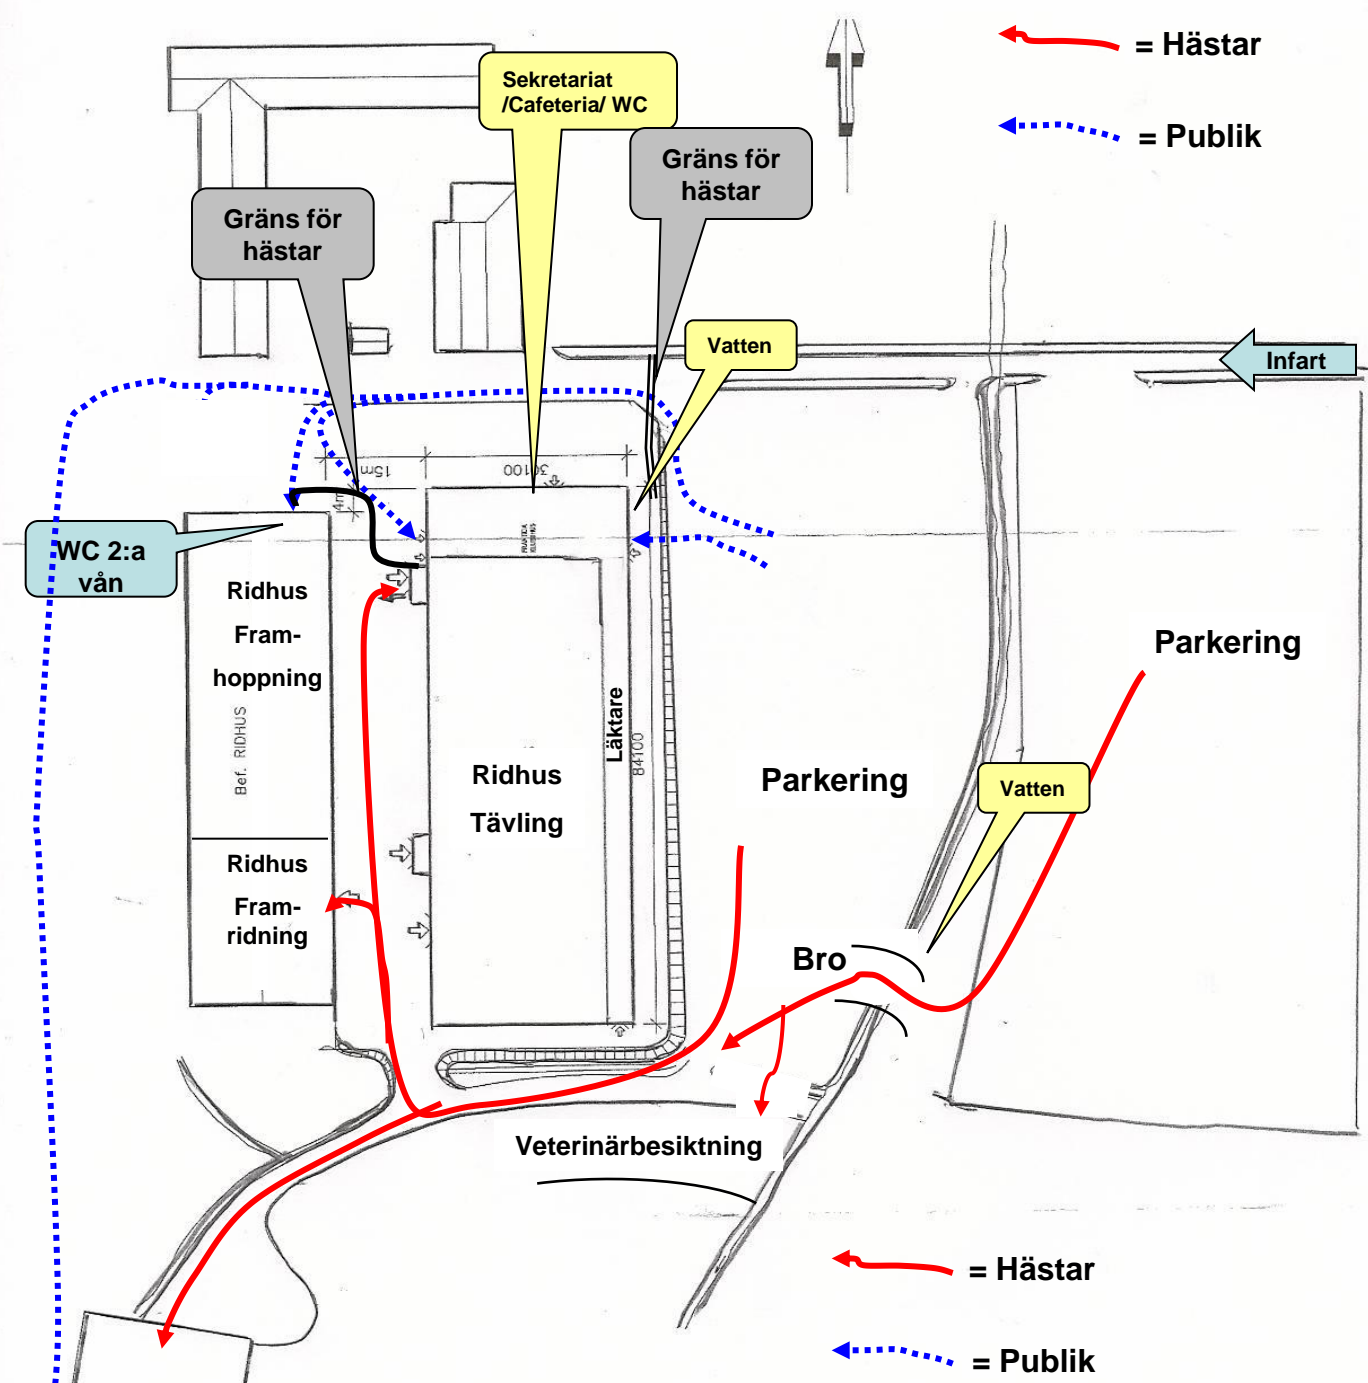 = Hästar
= Publik
Sekretariat
/Cafeteria/ WC
Gräns för
hästar
Gräns för
hästar
Vatten
Infart
15m
30100
4m
WC 2:a
vån
Ridhus
Fram-
hoppning
Bef. RIDHUS
Ridhus
Fram-
ridning
Läktare
84100
Ridhus
Tävling
Parkering
Parkering
Vatten
Bro
Veterinärbesiktning
= Hästar
= Publik